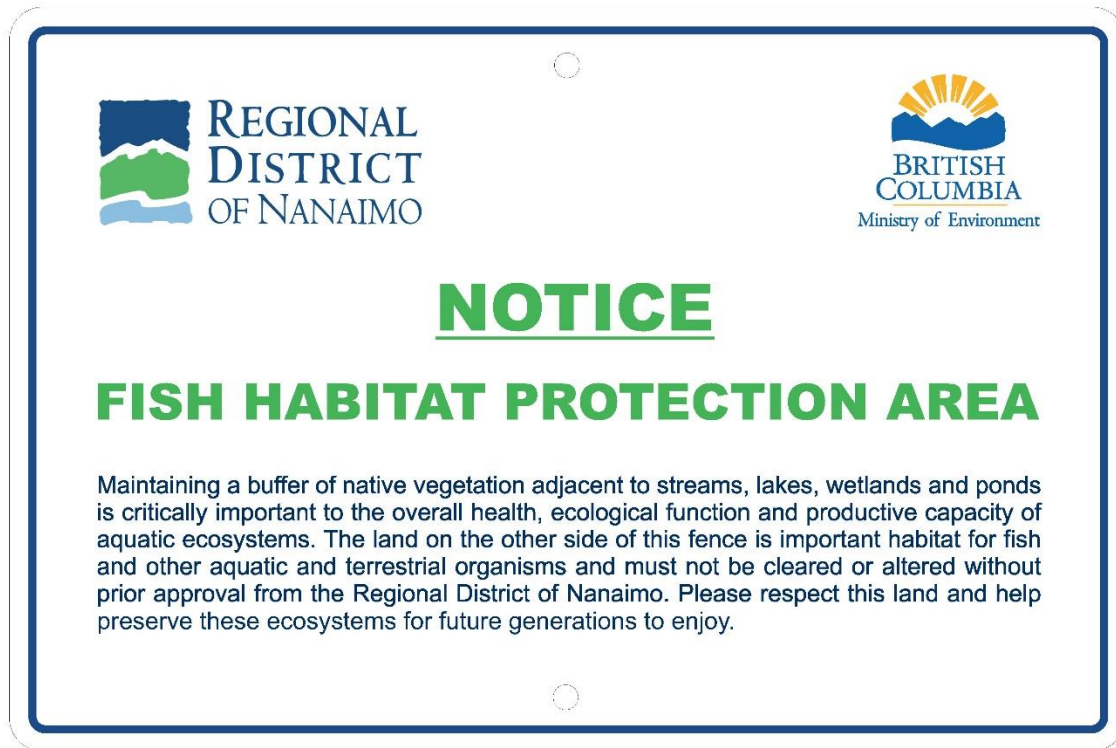 REGIONAL
DISTRICT
OF NANAIMO
BRITISH
COLUMBIA
Ministry of Environment
NOTICE
FISH HABITAT PROTECTION AREA
Maintaining a buffer of native vegetation adjacent to streams, lakes, wetlands and ponds
is critically important to the overall health, ecological function and productive capacity of
aquatic ecosystems. The land on the other side of this fence is important habitat for fish
and other aquatic and terrestrial organisms and must not be cleared or altered without
prior approval from the Regional District of Nanaimo. Please respect this land and help
preserve these ecosystems for future generations to enjoy.